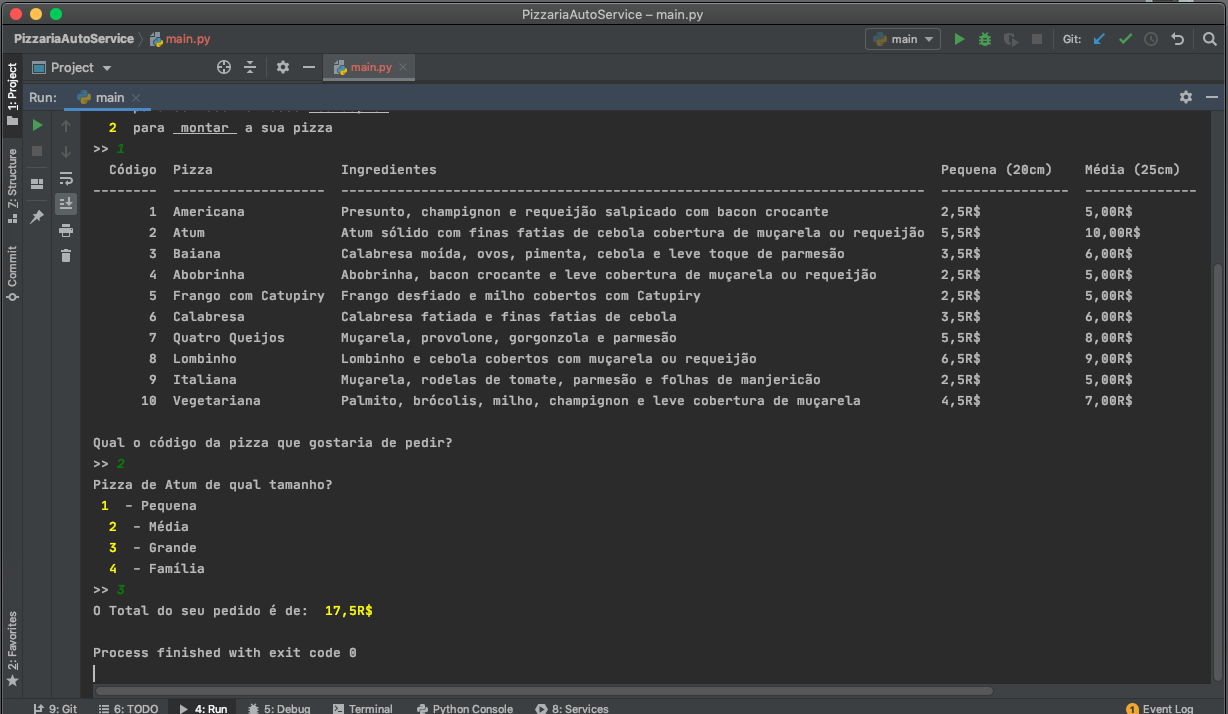 PizzariaAutoService – main.py
PizzariaAutoService main.py
main
Git:
1: Project
Project
main.py
Run: main
2 para montar a sua pizza
>> 1
Código Pizza Ingredientes Pequena (20cm) Média (25cm)
-------- ------------------- ------------------------------------------------------------------------- ---------------- --------------
1 Americana Presunto, champignon e requeijão salpicado com bacon crocante 2,5R$ 5,00R$
2 Atum Atum sólido com finas fatias de cebola cobertura de muçarela ou requeijão 5,5R$ 10,00R$
3 Baiana Calabresa moída, ovos, pimenta, cebola e leve toque de parmesão 3,5R$ 6,00R$
4 Abobrinha Abobrinha, bacon crocante e leve cobertura de muçarela ou requeijão 2,5R$ 5,00R$
5 Frango com Catupiry Frango desfiado e milho cobertos com Catupiry 2,5R$ 5,00R$
6 Calabresa Calabresa fatiada e finas fatias de cebola 3,5R$ 6,00R$
7 Quatro Queijos Muçarela, provolone, gorgonzola e parmesão 5,5R$ 8,00R$
8 Lombinho Lombinho e cebola cobertos com muçarela ou requeijão 6,5R$ 9,00R$
9 Italiana Muçarela, rodelas de tomate, parmesão e folhas de manjericão 2,5R$ 5,00R$
10 Vegetariana Palmito, brócolis, milho, champignon e leve cobertura de muçarela 4,5R$ 7,00R$
Qual o código da pizza que gostaria de pedir?
>> 2
Pizza de Atum de qual tamanho?
1 - Pequena
2 - Média
3 - Grande
4 - Família
>> 3
O Total do seu pedido é de: 17,5R$
Process finished with exit code 0
Z: Structure
Commit
2: Favorites
9: Git 6: TODO 4: Run 5: Debug Terminal Python Console 8: Services 1 Event Log